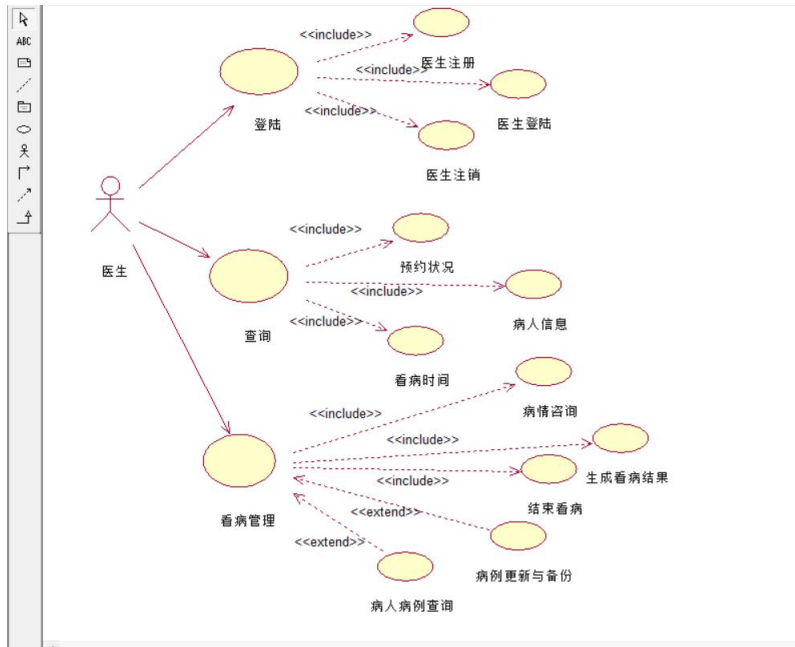 ABC
<<include>>
医生注册
<<include>>
医生登陆
<<include>>
医生注销
登陆
医生
<<include>>
预约状况
<<include>>
病人信息
<<include>>
看病时间
查询
<<include>>
病情咨询
<<include>>
生成看病结果
<<include>>
结束看病
看病管理
<<extend>>
病例更新与备份
<<extend>>
病人病例查询